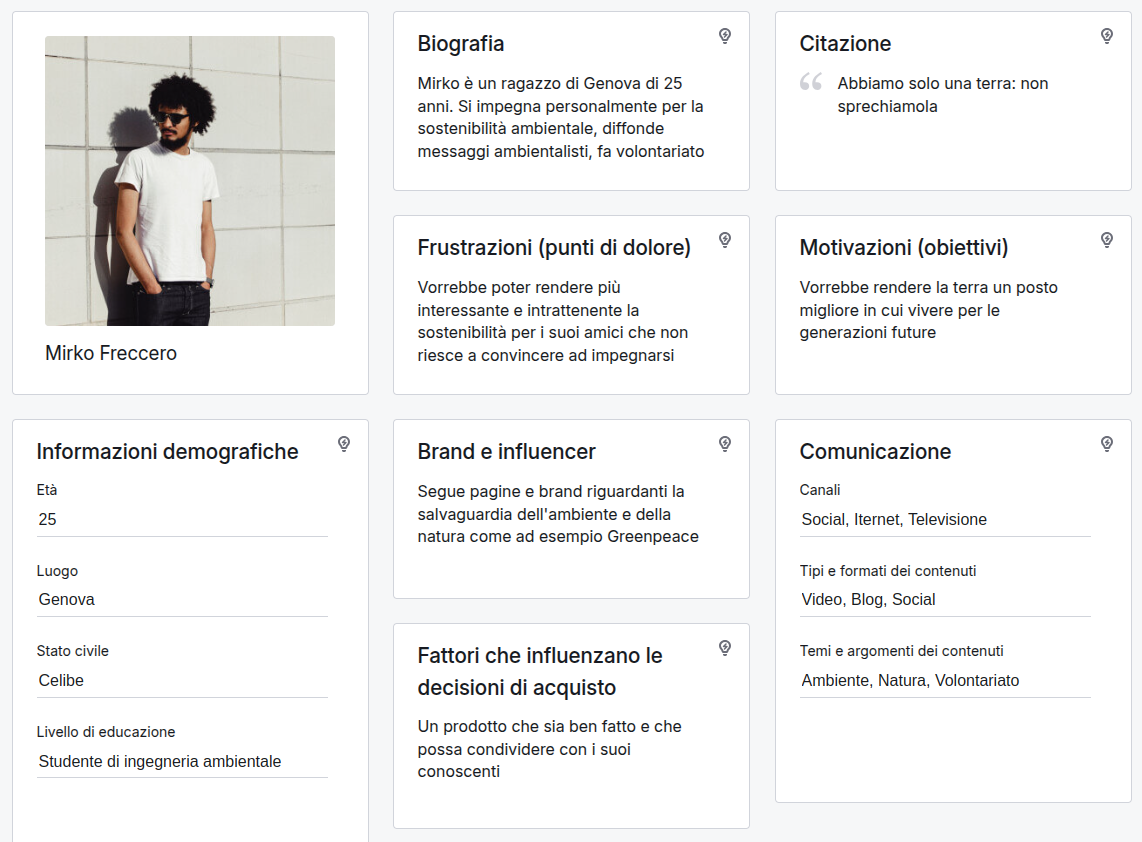 Mirko Freccero
Biografia
Mirko è un ragazzo di Genova di 25
anni. Si impegna personalmente per la
sostenibilità ambientale, diffonde
messaggi ambientalisti, fa volontariato
Citazione
“
Abbiamo solo una terra: non
sprechiamola
Frustrazioni (punti di dolore)
Vorrebbe poter rendere più
interessante e intrattenente la
sostenibilità per i suoi amici che non
riesce a convincere ad impegnarsi
Motivazioni (obiettivi)
Vorrebbe rendere la terra un posto
migliore in cui vivere per le
generazioni future
Informazioni demografiche
Età
25
Luogo
Genova
Stato civile
Celibe
Livello di educazione
Studente di ingegneria ambientale
Brand e influencer
Segue pagine e brand riguardanti la
salvaguardia dell'ambiente e della
natura come ad esempio Greenpeace
Fattori che influenzano le
decisioni di acquisto
Un prodotto che sia ben fatto e che
possa condividere con i suoi
conoscenti
Comunicazione
Canali
Social, Iternet, Televisione
Tipi e formati dei contenuti
Video, Blog, Social
Temi e argomenti dei contenuti
Ambiente, Natura, Volontariato